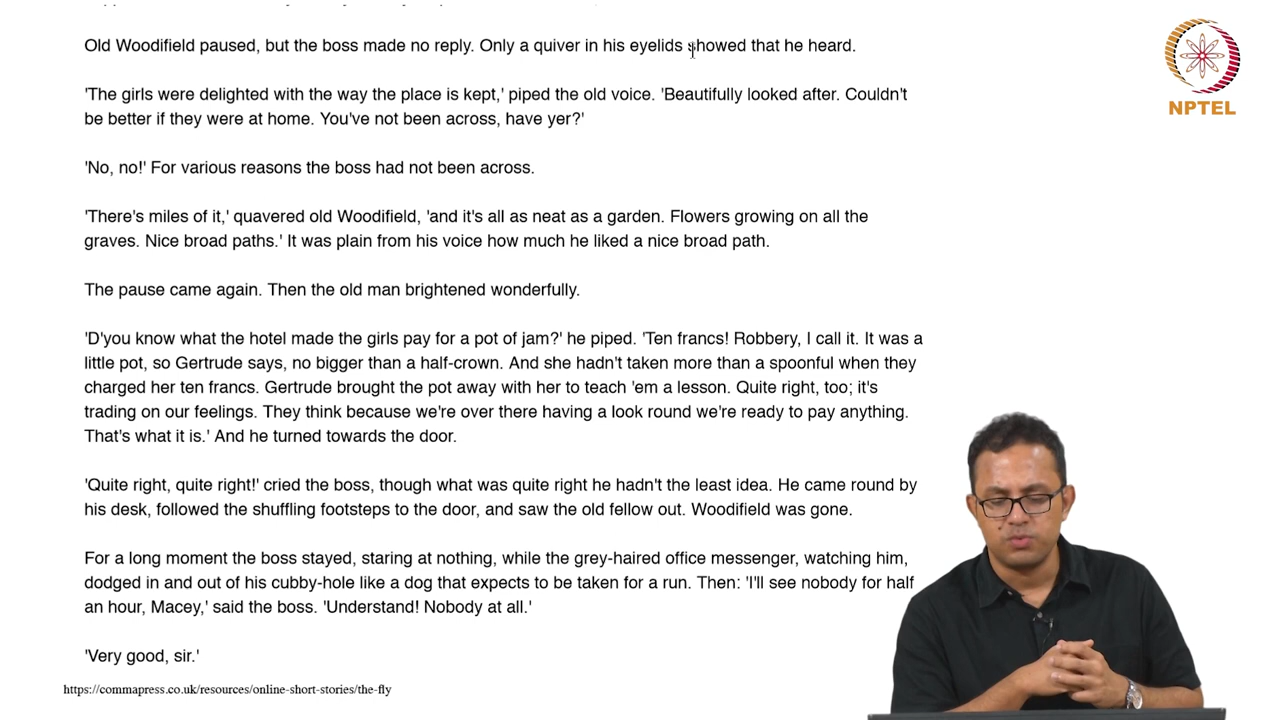 Old Woodifield paused, but the boss made no reply. Only a quiver in his eyelids showed that he heard.
'The girls were delighted with the way the place is kept,' piped the old voice. 'Beautifully looked after. Couldn't
be better if they were at home. You've not been across, have yer?'
'No, no!' For various reasons the boss had not been across.
'There's miles of it,' quavered old Woodifield, 'and it's all as neat as a garden. Flowers growing on all the
graves. Nice broad paths.' It was plain from his voice how much he liked a nice broad path.
The pause came again. Then the old man brightened wonderfully.
'D'you know what the hotel made the girls pay for a pot of jam?' he piped. 'Ten francs! Robbery, I call it. It was a
little pot, so Gertrude says, no bigger than a half-crown. And she hadn't taken more than a spoonful when they
charged her ten francs. Gertrude brought the pot away with her to teach 'em a lesson. Quite right, too; it's
trading on our feelings. They think because we're over there having a look round we're ready to pay anything.
That's what it is.' And he turned towards the door.
'Quite right, quite right!' cried the boss, though what was quite right he hadn't the least idea. He came round by
his desk, followed the shuffling footsteps to the door, and saw the old fellow out. Woodifield was gone.
For a long moment the boss stayed, staring at nothing, while the grey-haired office messenger, watching him,
dodged in and out of his cubby-hole like a dog that expects to be taken for a run. Then: 'I'll see nobody for half
an hour, Macey,' said the boss. 'Understand! Nobody at all.'
'Very good, sir.'
https://commapress.co.uk/resources/online-short-stories/the-fly
NPTEL